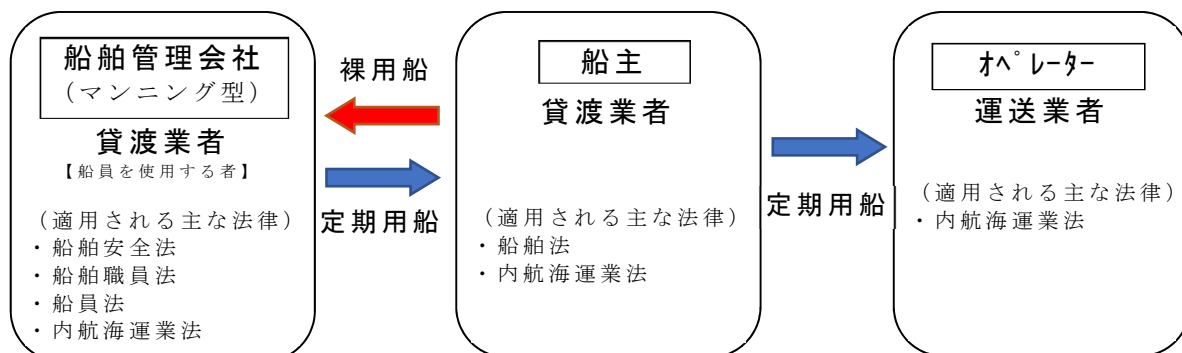 船舶管理会社
（マンニング型）
貸渡業者
【船員を使用する者】
（適用される主な法律）
・船舶安全法
・船舶職員法
・船員法
・内航海運業法
裸用船
定期用船
船主
貸渡業者
（適用される主な法律）
・船舶法
・内航海運業法
定期用船
ｵﾍﾟﾚｰﾀｰ
運送業者
（適用される主な法律）
・内航海運業法